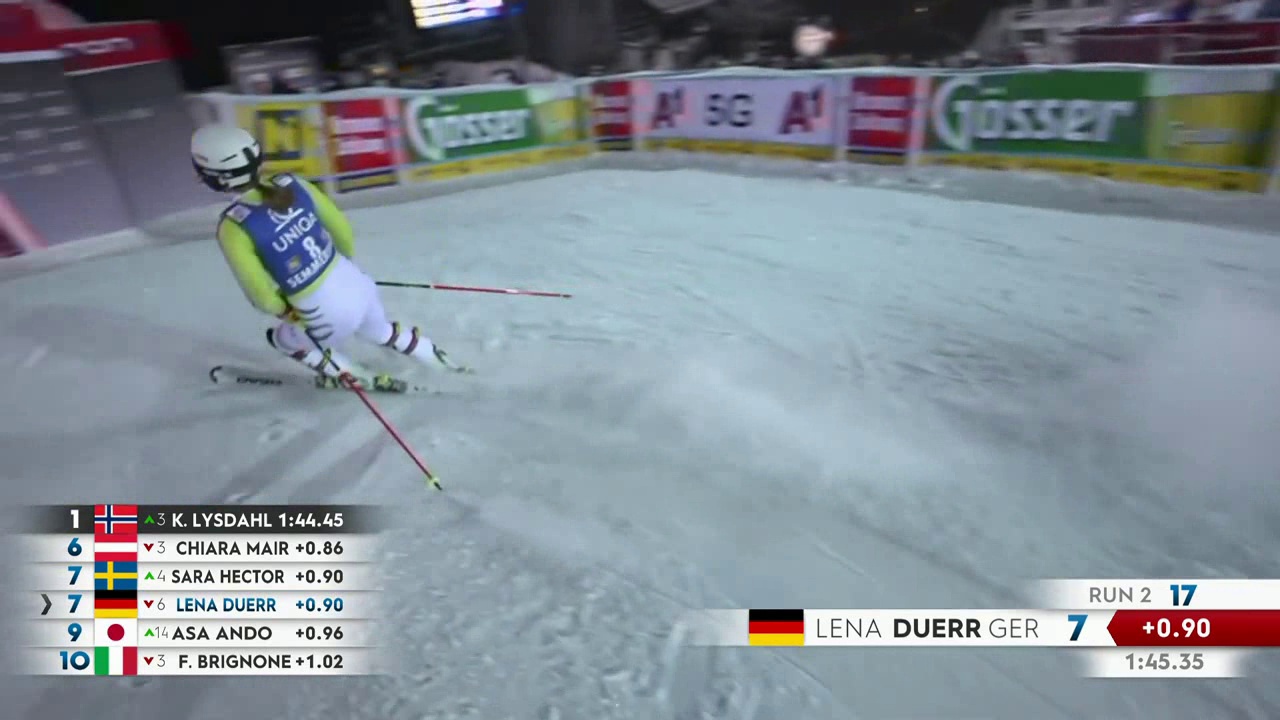 Gösser
A1 5G A1
Gösser
UNIQA
8
SEMMERING
1 ▲3 K. LYSDAHL 1:44.45
6 ▼3 CHIARA MAIR +0.86
7 ▲4 SARA HECTOR +0.90
7 ▼6 LENA DUERR +0.90
9 ▲14 ASA ANDO +0.96
10 ▼3 F. BRIGNONE +1.02
RUN 2 17
LENA DUERR GER 7 +0.90
1:45.35